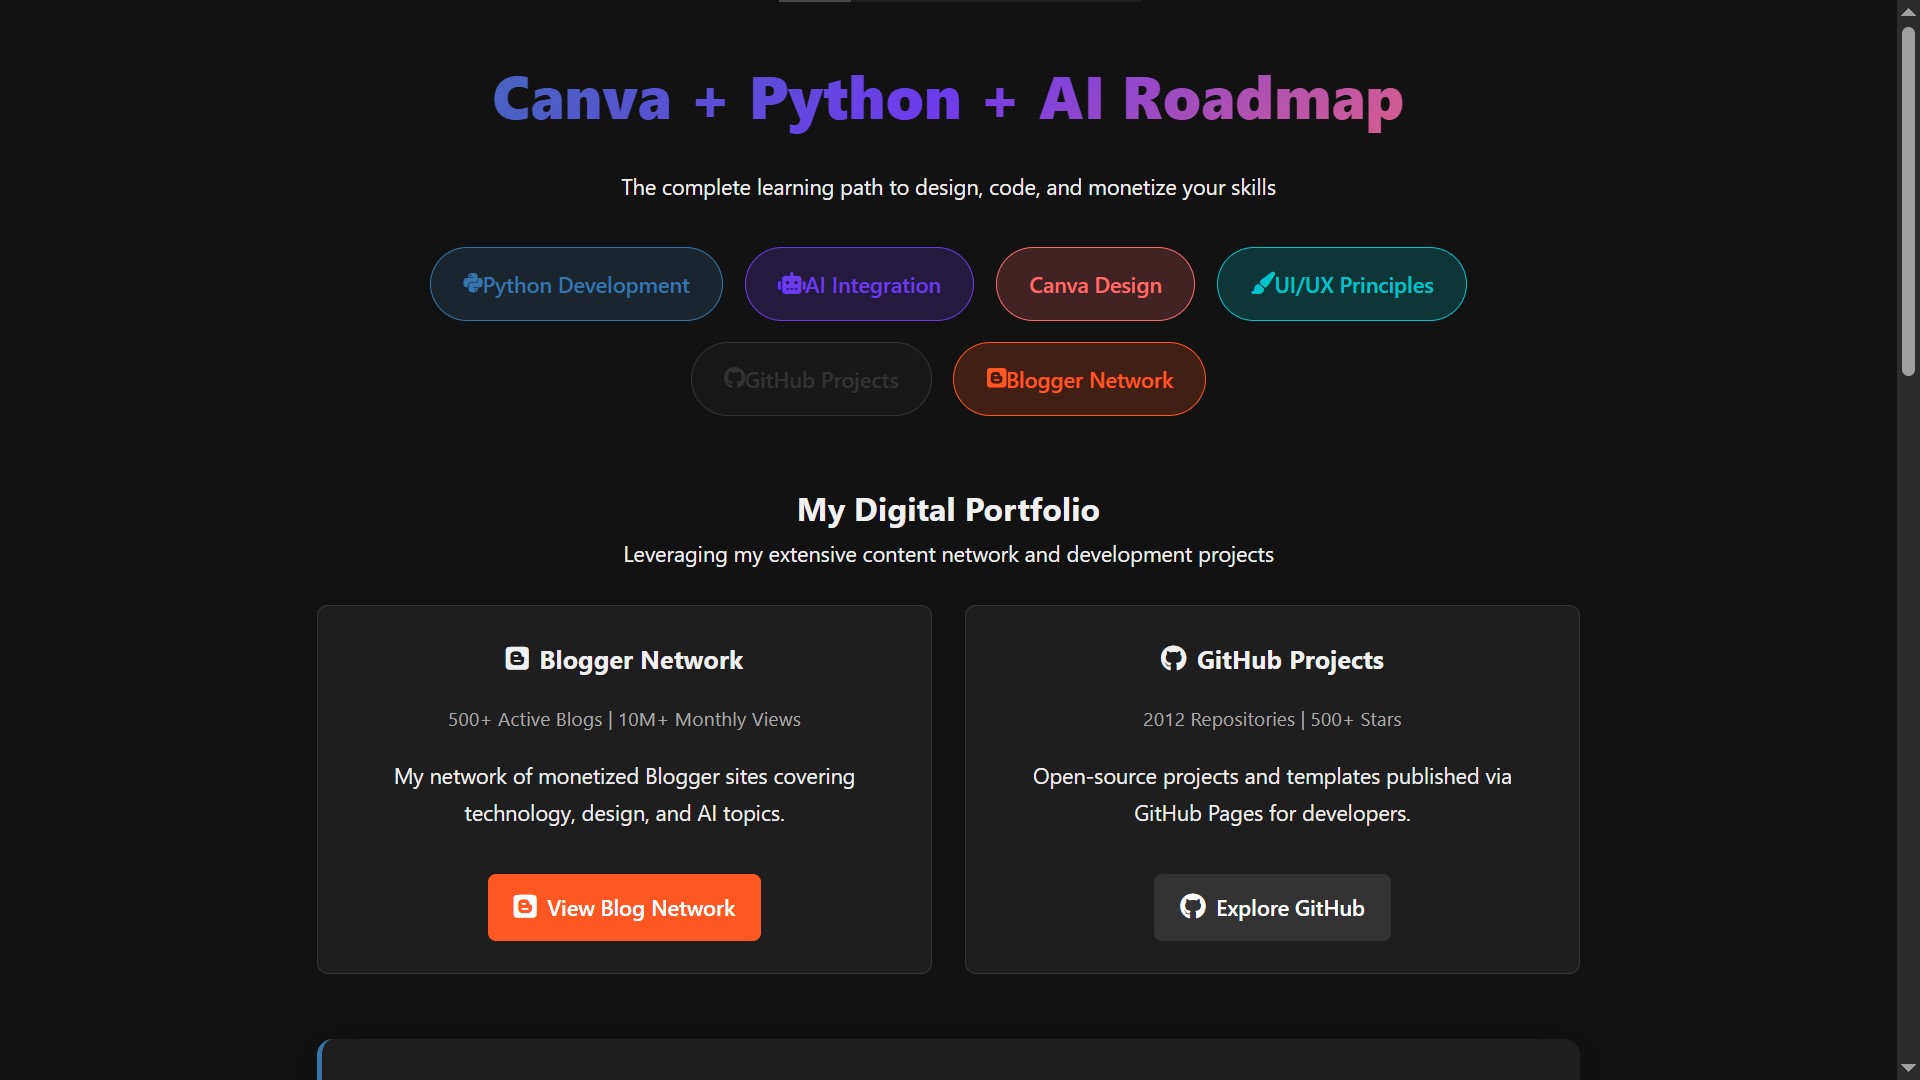 Canva + Python + AI Roadmap
The complete learning path to design, code, and monetize your skills
Python Development
AI Integration
Canva Design
UI/UX Principles
GitHub Projects
Blogger Network
My Digital Portfolio
Leveraging my extensive content network and development projects
Blogger Network
500+ Active Blogs | 10M+ Monthly Views
My network of monetized Blogger sites covering
technology, design, and AI topics.
View Blog Network
GitHub Projects
2012 Repositories | 500+ Stars
Open-source projects and templates published via
GitHub Pages for developers.
Explore GitHub